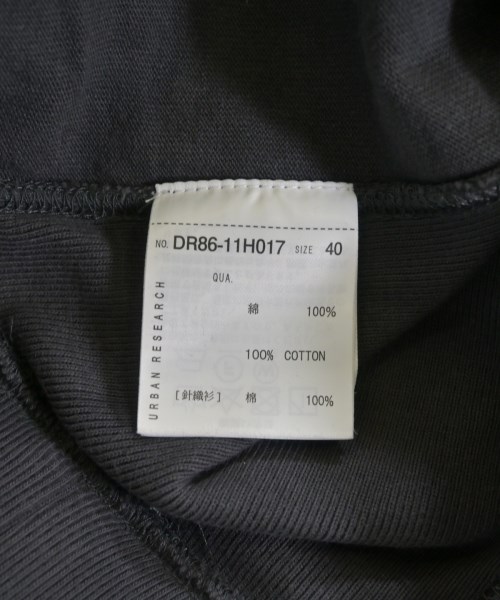 NO. DR86-11H017 SIZE 40
QUA.
綿 100%
100% COTTON
[針織衫] 棉 100%
URBAN RESEARCH